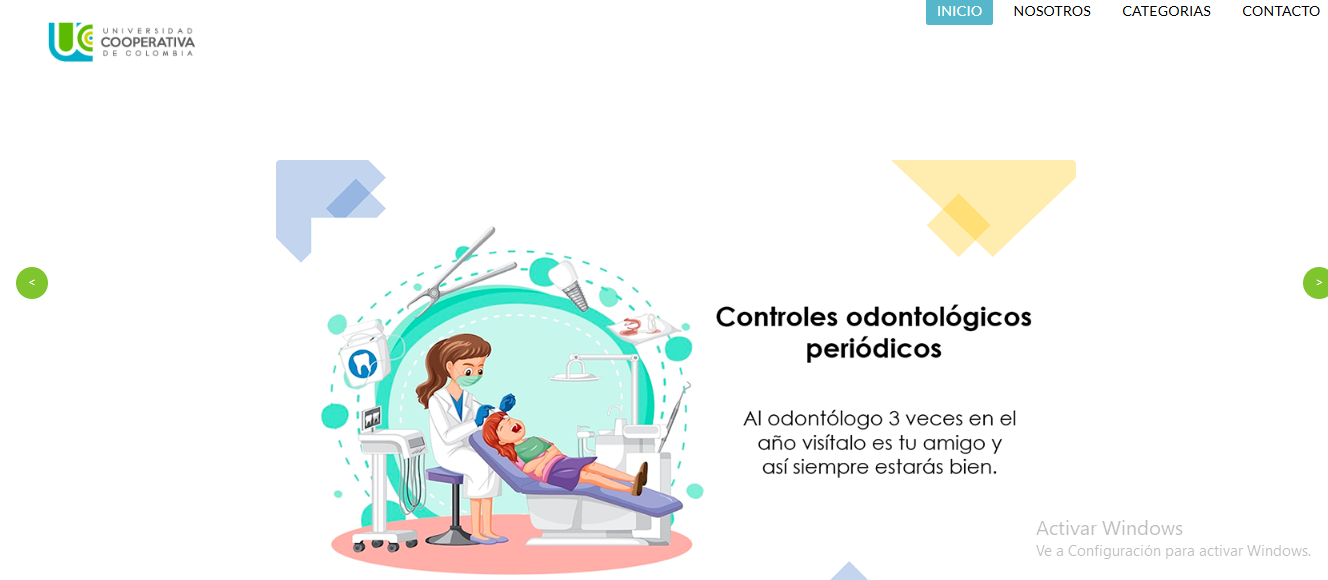 UNIVERSIDAD
COOPERATIVA
DE COLOMBIA
INICIO NOSOTROS CATEGORIAS CONTACTO
<
>
Controles odontológicos
periódicos
Al odontólogo 3 veces en el
año visítalo es tu amigo y
así siempre estarás bien.
Activar Windows
Ve a Configuración para activar Windows.